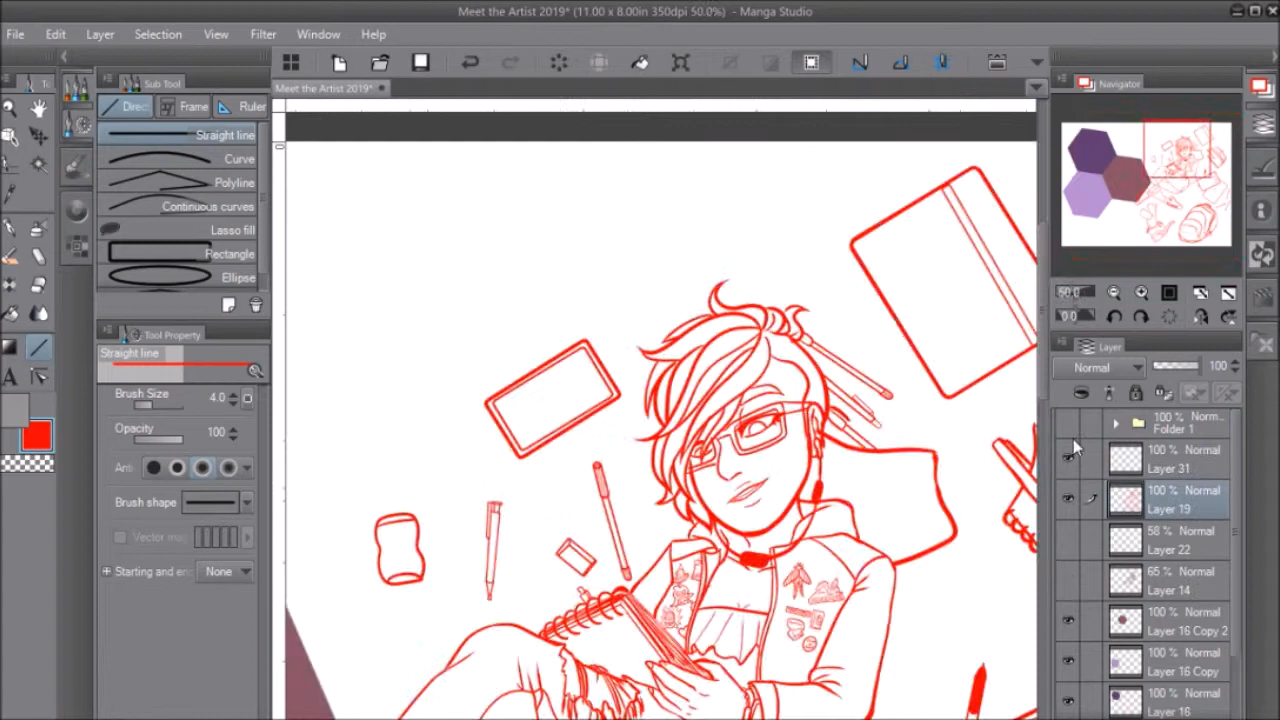 Meet the Artist 2019* (11.00 x 8.00in 350dpi 50.0%) - Manga Studio
File Edit Layer Selection View Filter Window Help
Sub Tool
Meet the Artist 2019*
Navigator
Direc Frame Ruler
Straight line
Curve
Polyline
Continuous curves
Lasso fill
Rectangle
Ellipse
Tool Property
Straight line
Brush Size 4.0
Opacity 100
Anti
Brush shape
Vector ma
Starting and en None
50.0
0.0
Layer
Normal 100
100 % Norm...
Folder 1
100 % Normal
Layer 31
100 % Normal
Layer 19
58 % Normal
Layer 22
65 % Normal
Layer 14
100 % Normal
Layer 16 Copy 2
100 % Normal
Layer 16 Copy
100 % Normal
Layer 16